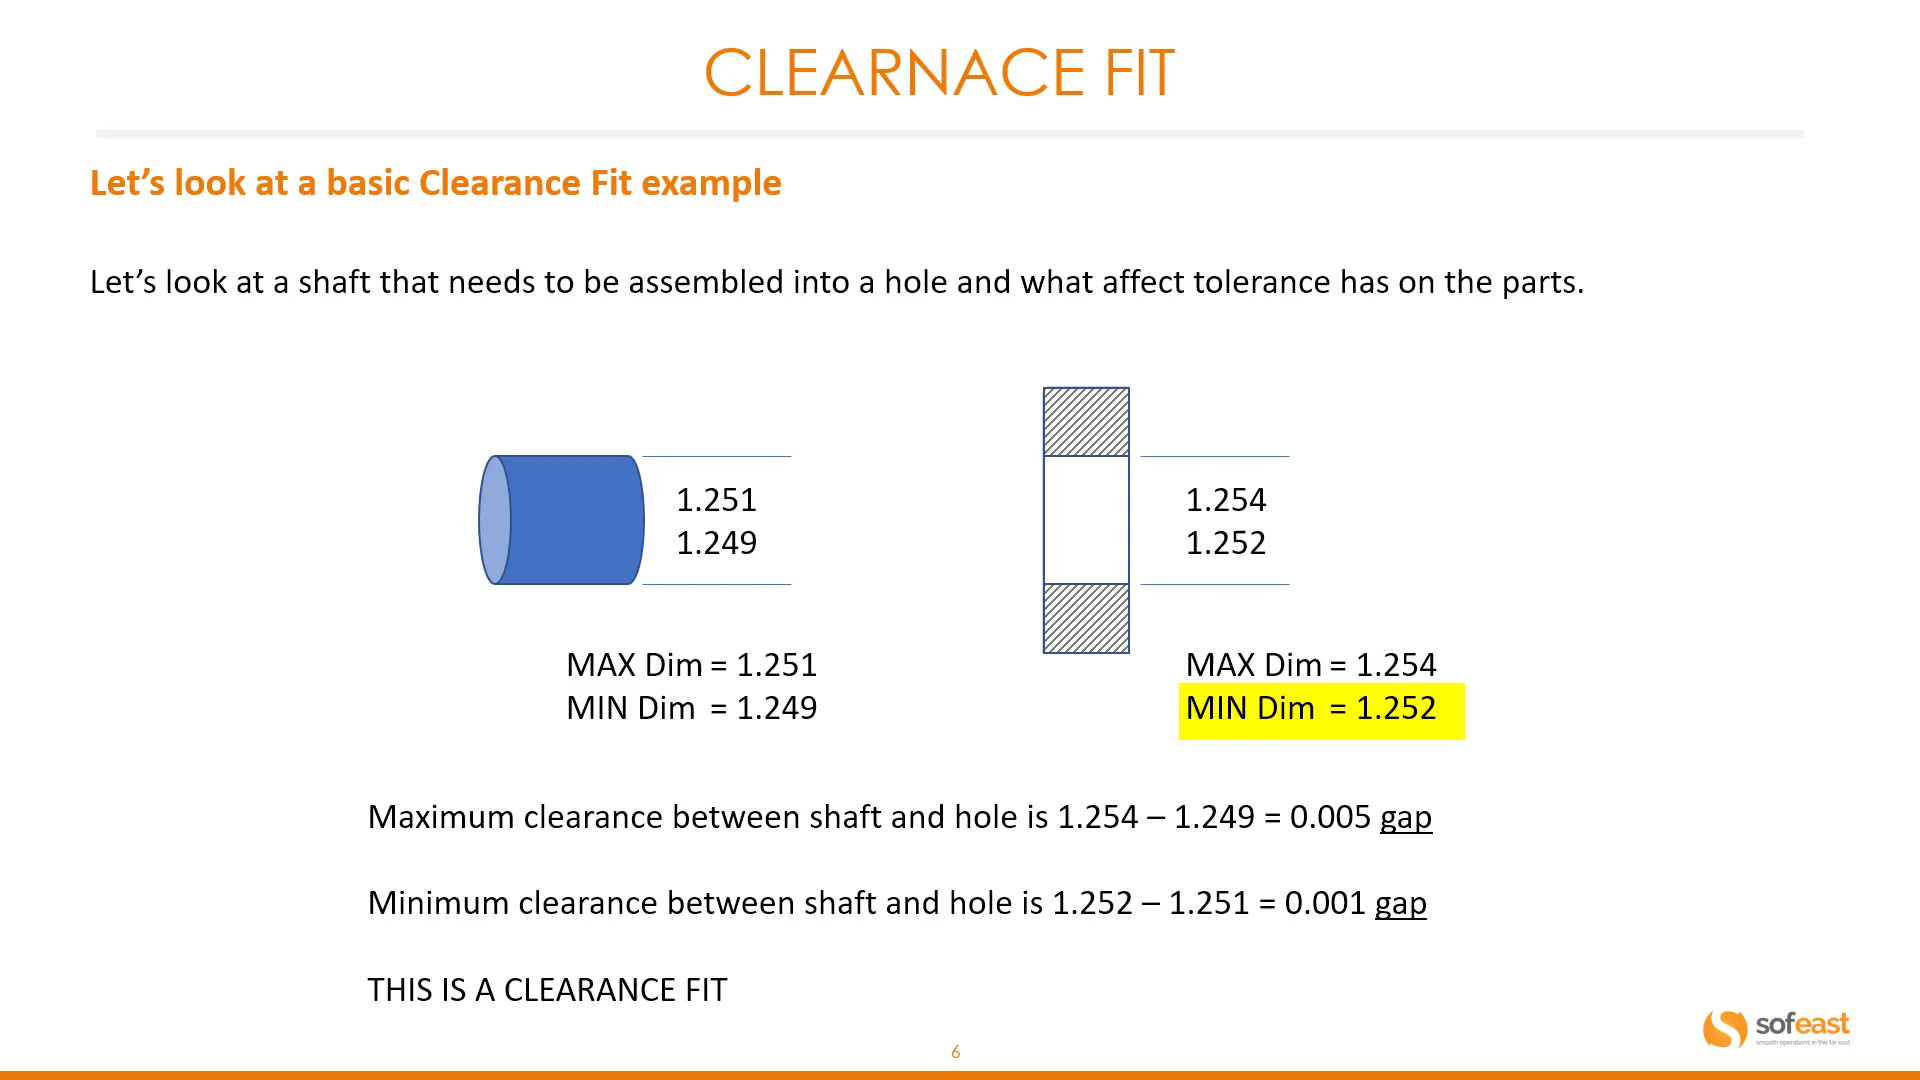 CLEARNACE FIT
Let’s look at a basic Clearance Fit example
Let’s look at a shaft that needs to be assembled into a hole and what affect tolerance has on the parts.
1.251
1.249
1.254
1.252
MAX Dim = 1.251
MIN Dim = 1.249
MAX Dim = 1.254
MIN Dim = 1.252
Maximum clearance between shaft and hole is 1.254 – 1.249 = 0.005 gap
Minimum clearance between shaft and hole is 1.252 – 1.251 = 0.001 gap
THIS IS A CLEARANCE FIT
sofeast
smooth operations in the far east
6